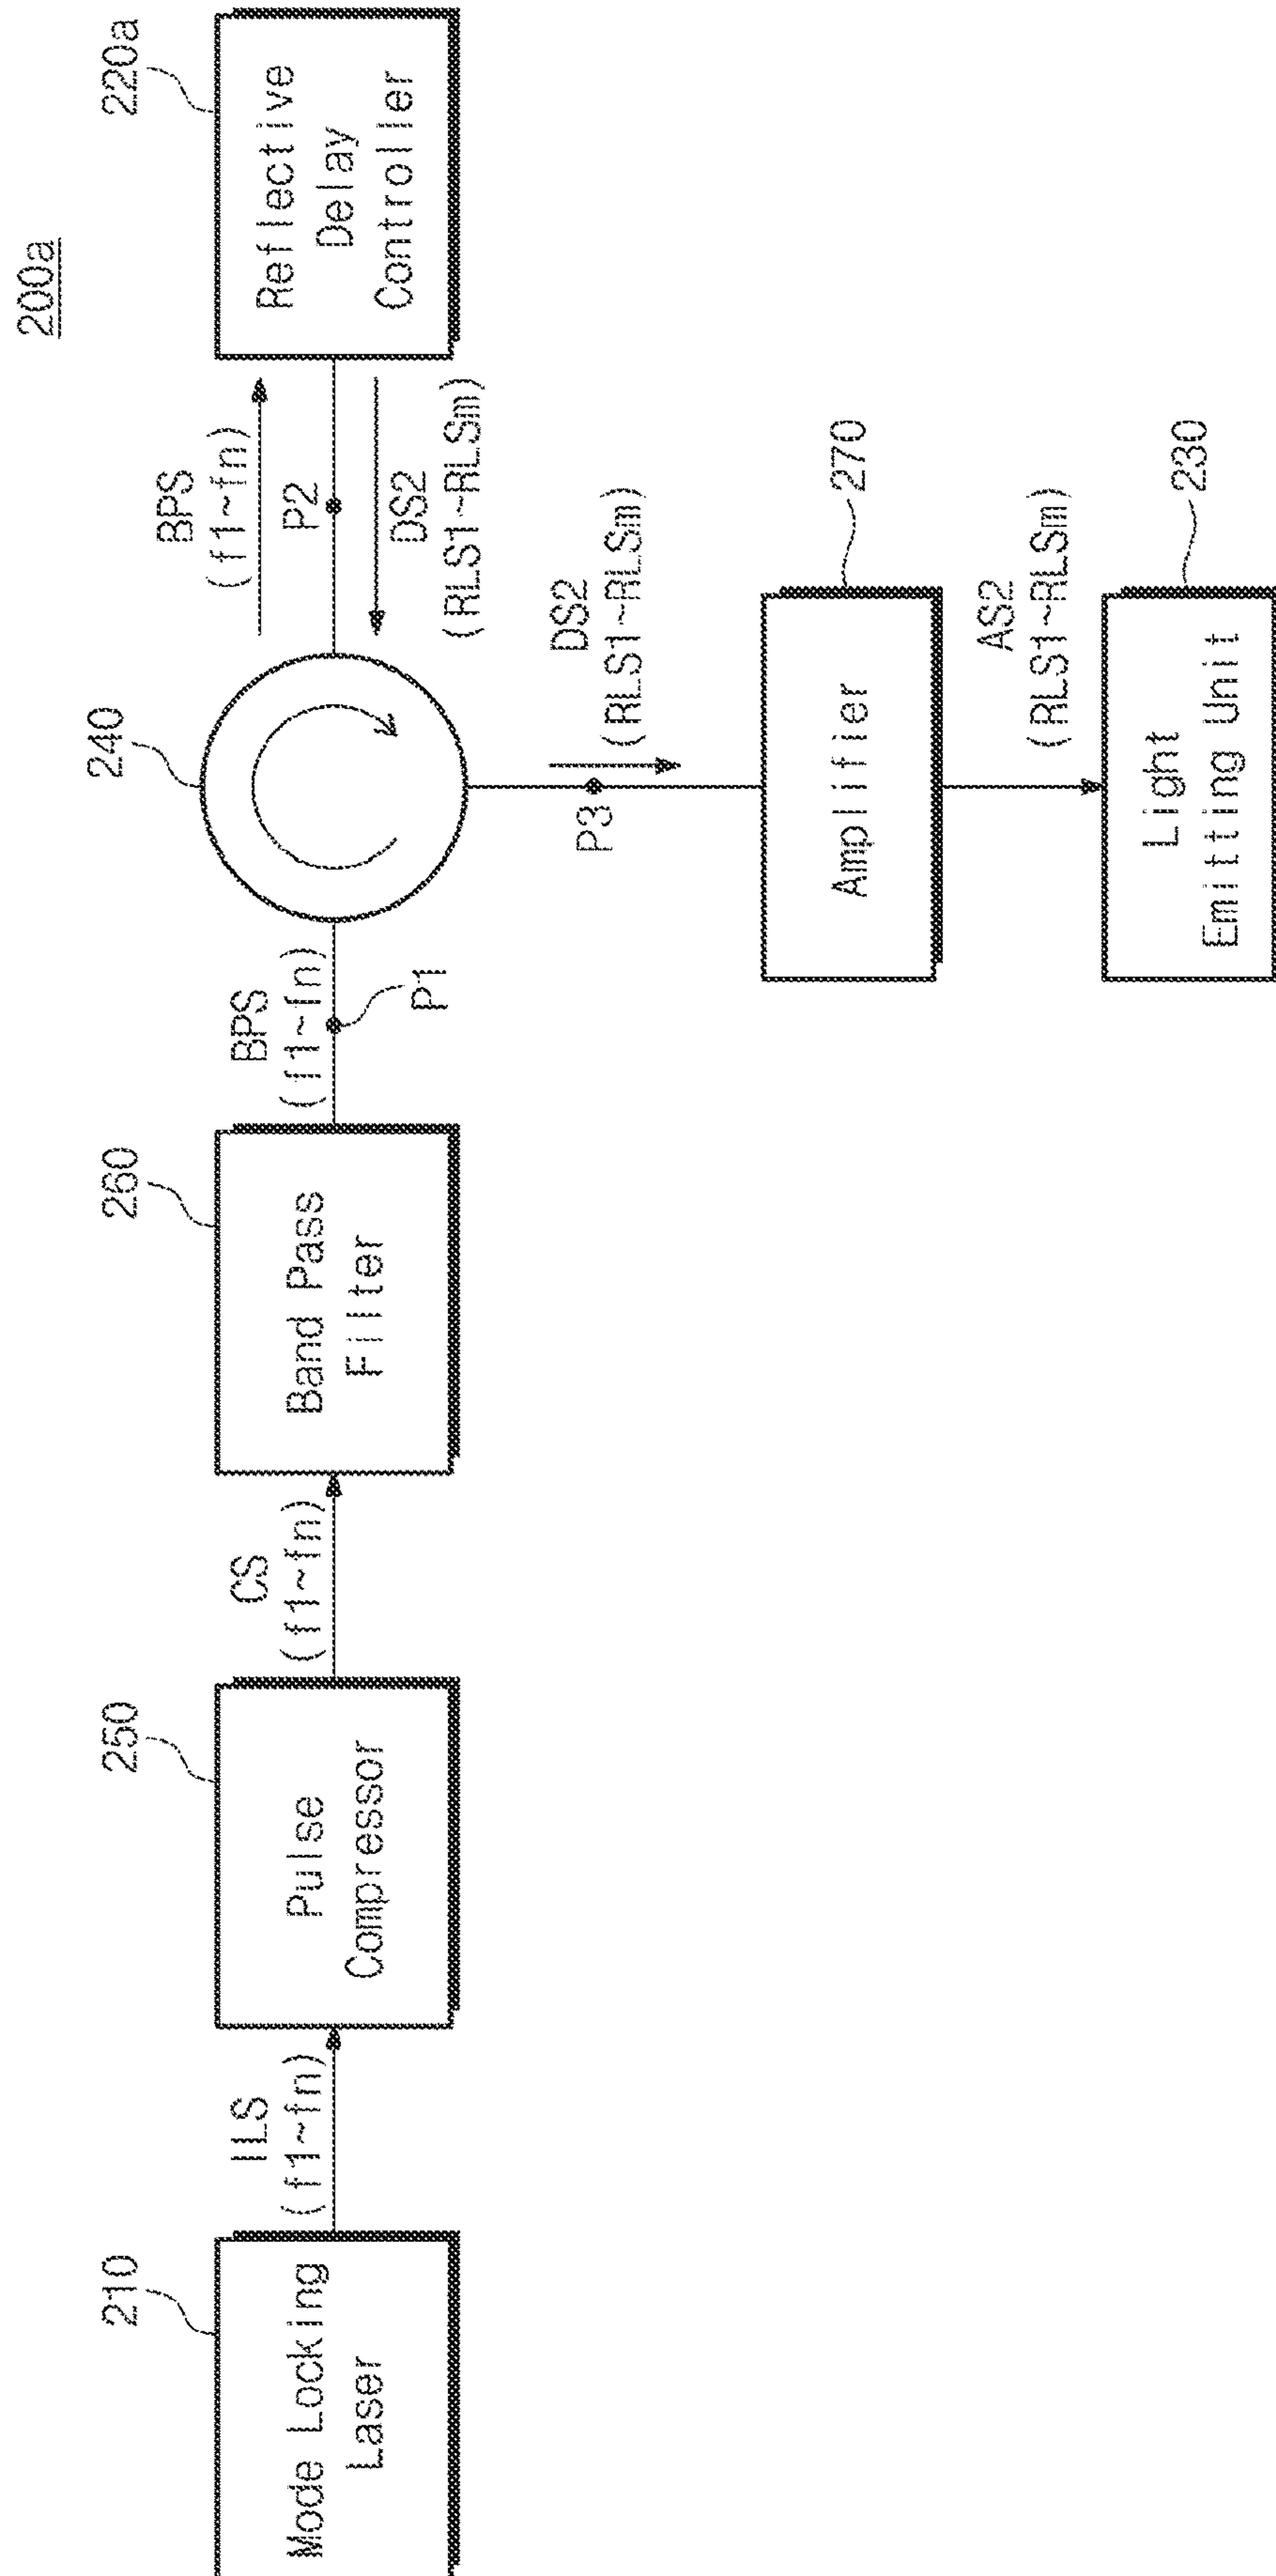 200a
210
Mode Locking
Laser
ILS
(f1~fn)
250
Pulse
Compressor
CS
(f1~fn)
260
Band Pass
Filter
BPS
(f1~fn)
P1
240
BPS
(f1~fn)
P2
DS2
(RLS1~RLSm)
220a
Reflective
Delay
Controller
P3
DS2
(RLS1~RLSm)
270
Amplifier
AS2
(RLS1~RLSm)
230
Light
Emitting Unit